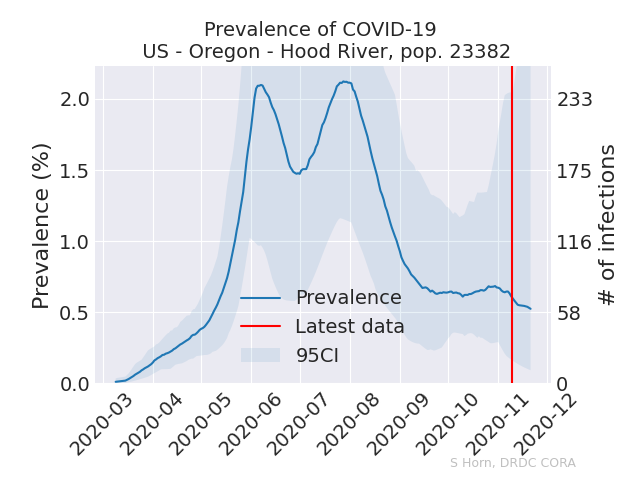 Prevalence of COVID-19
US - Oregon - Hood River, pop. 23382
Prevalence (%)
2.0
1.5
1.0
0.5
0.0
233
175
116
58
0
# of infections
Prevalence
Latest data
95CI
2020-03
2020-04
2020-05
2020-06
2020-07
2020-08
2020-09
2020-10
2020-11
2020-12
S Horn, DRDC CORA